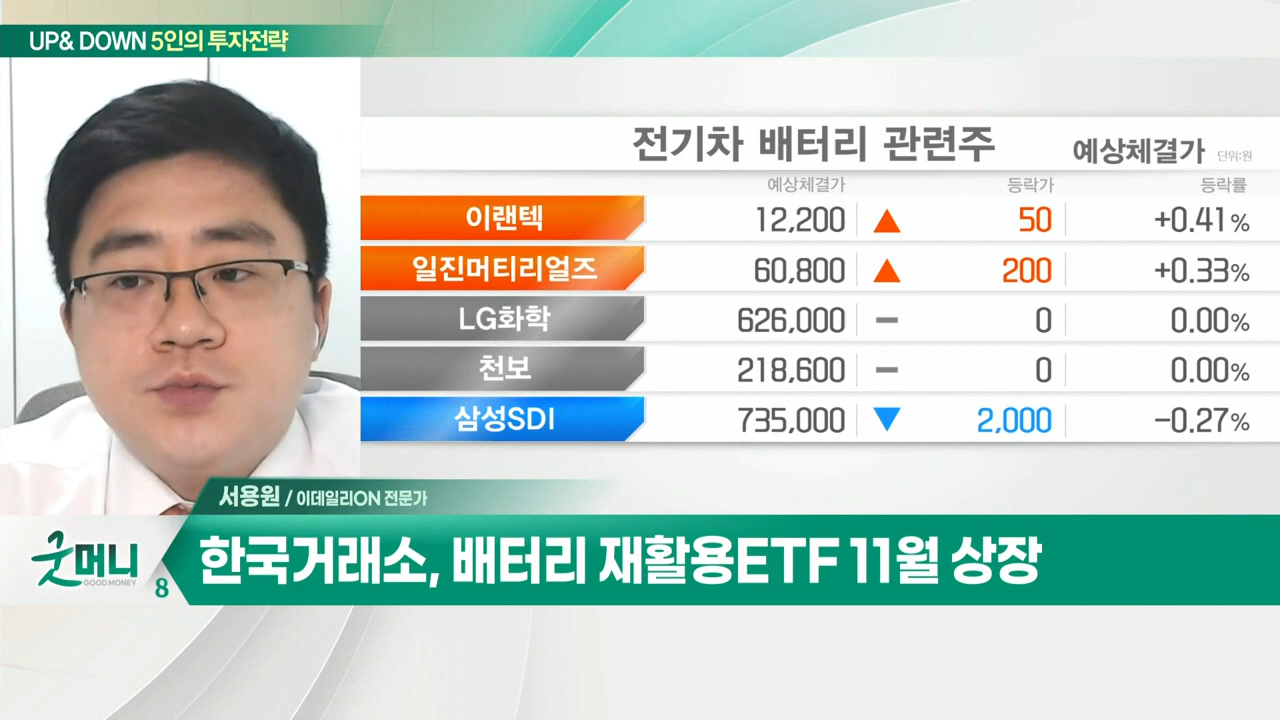 UP& DOWN 5인의 투자전략
전기차 배터리 관련주 예상체결가 단위:원
예상체결가 등락가 등락률
이랜텍 12,200 ▲ 50 +0.41%
일진머티리얼즈 60,800 ▲ 200 +0.33%
LG화학 626,000 − 0 0.00%
천보 218,600 − 0 0.00%
삼성SDI 735,000 ▼ 2,000 −0.27%
서용원 / 이데일리ON 전문가
굿머니
GOOD MONEY
8
한국거래소, 배터리 재활용ETF 11월 상장